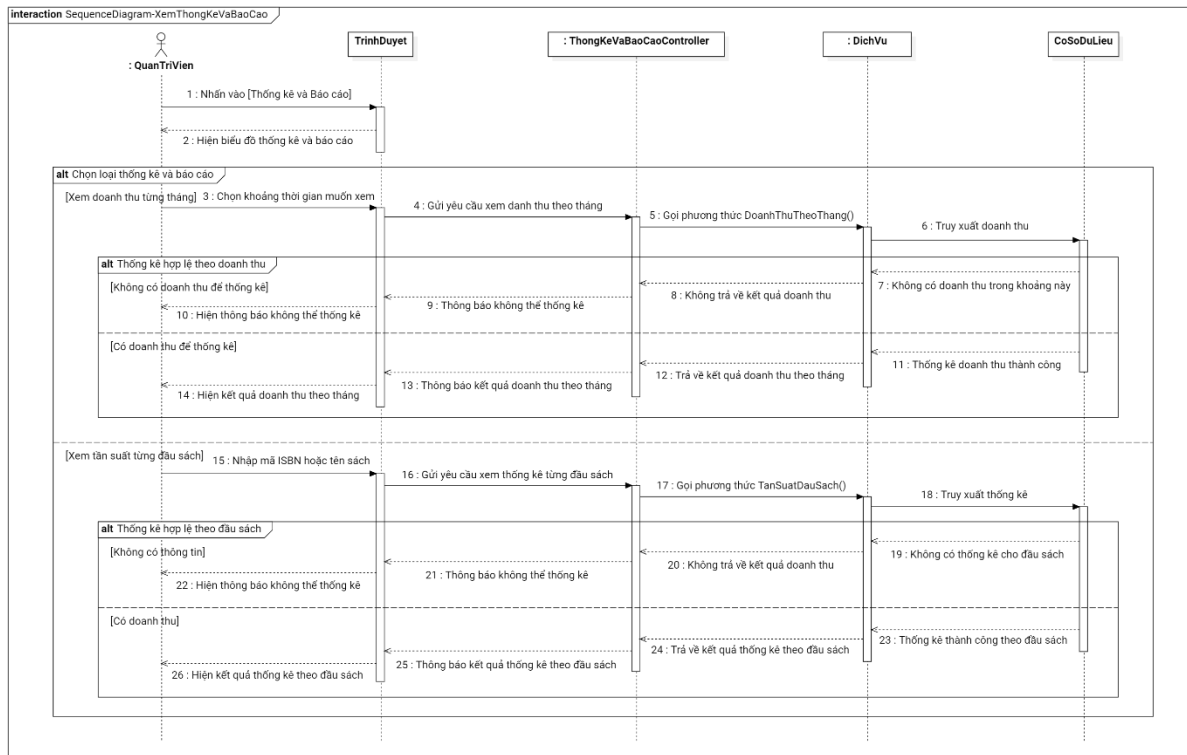 interaction SequenceDiagram-XemThongKeVaBaoCao
: QuanTriVien
TrinhDuyet
: ThongKeVaBaoCaoController
: DichVu
CoSoDuLieu
1 : Nhấn vào [Thống kê và Báo cáo]
2 : Hiện biểu đồ thống kê và báo cáo
alt Chọn loại thống kê và báo cáo
[Xem doanh thu từng tháng]
3 : Chọn khoảng thời gian muốn xem
4 : Gửi yêu cầu xem danh thu theo tháng
5 : Gọi phương thức DoanhThuTheoThang()
6 : Truy xuất doanh thu
alt Thống kê hợp lệ theo doanh thu
[Không có doanh thu để thống kê]
7 : Không có doanh thu trong khoảng này
8 : Không trả về kết quả doanh thu
9 : Thông báo không thể thống kê
10 : Hiện thông báo không thể thống kê
[Có doanh thu để thống kê]
11 : Thống kê doanh thu thành công
12 : Trả về kết quả doanh thu theo tháng
13 : Thông báo kết quả doanh thu theo tháng
14 : Hiện kết quả doanh thu theo tháng
[Xem tần suất từng đầu sách]
15 : Nhập mã ISBN hoặc tên sách
16 : Gửi yêu cầu xem thống kê từng đầu sách
17 : Gọi phương thức TanSuatDauSach()
18 : Truy xuất thống kê
alt Thống kê hợp lệ theo đầu sách
[Không có thông tin]
19 : Không có thống kê cho đầu sách
20 : Không trả về kết quả doanh thu
21 : Thông báo không thể thống kê
22 : Hiện thông báo không thể thống kê
[Có doanh thu]
23 : Thống kê thành công theo đầu sách
24 : Trả về kết quả thống kê theo đầu sách
25 : Thông báo kết quả thống kê theo đầu sách
26 : Hiện kết quả thống kê theo đầu sách